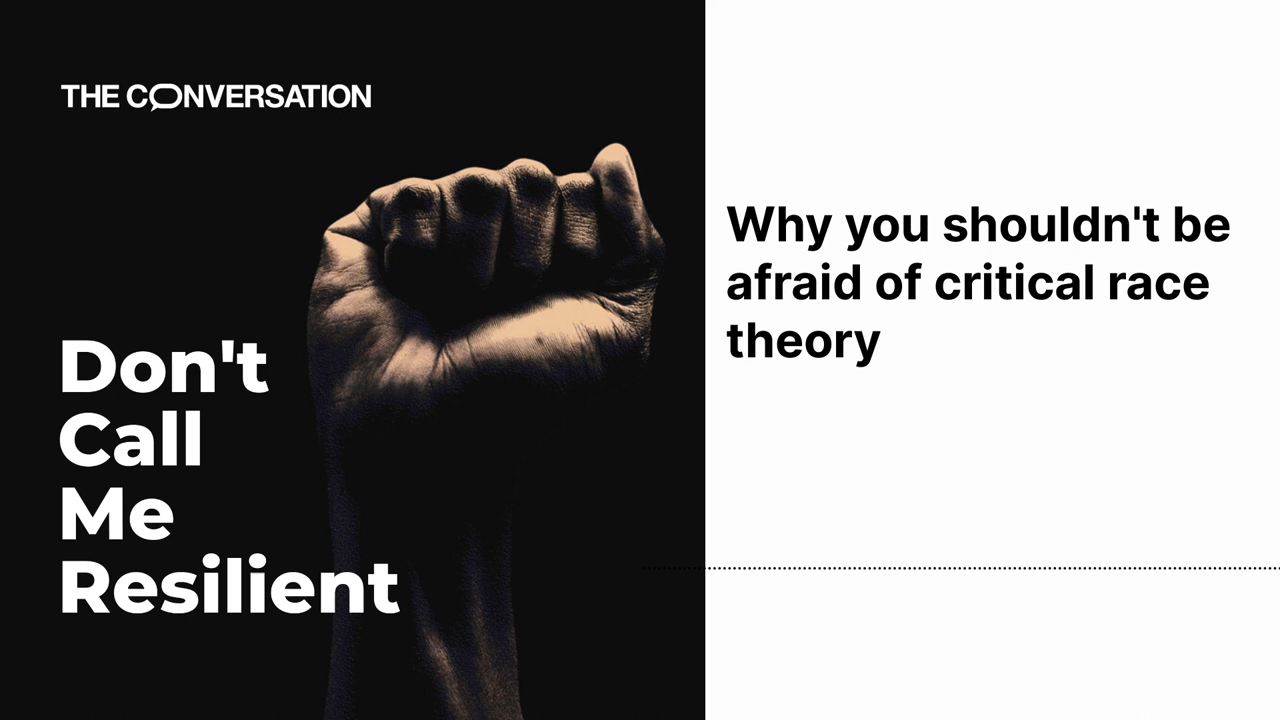 THE CONVERSATION
Don't
Call
Me
Resilient
Why you shouldn't be
afraid of critical race
theory